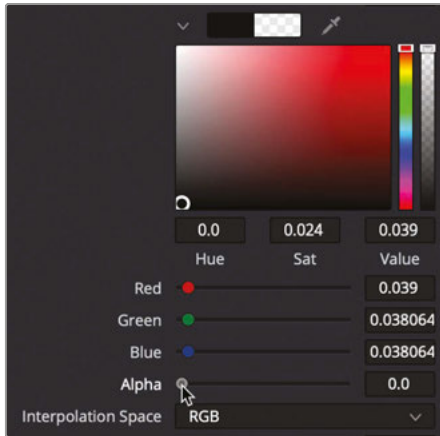 0.0 0.024 0.039
Hue Sat Value
Red 0.039
Green 0.038064
Blue 0.038064
Alpha 0.0
Interpolation Space RGB